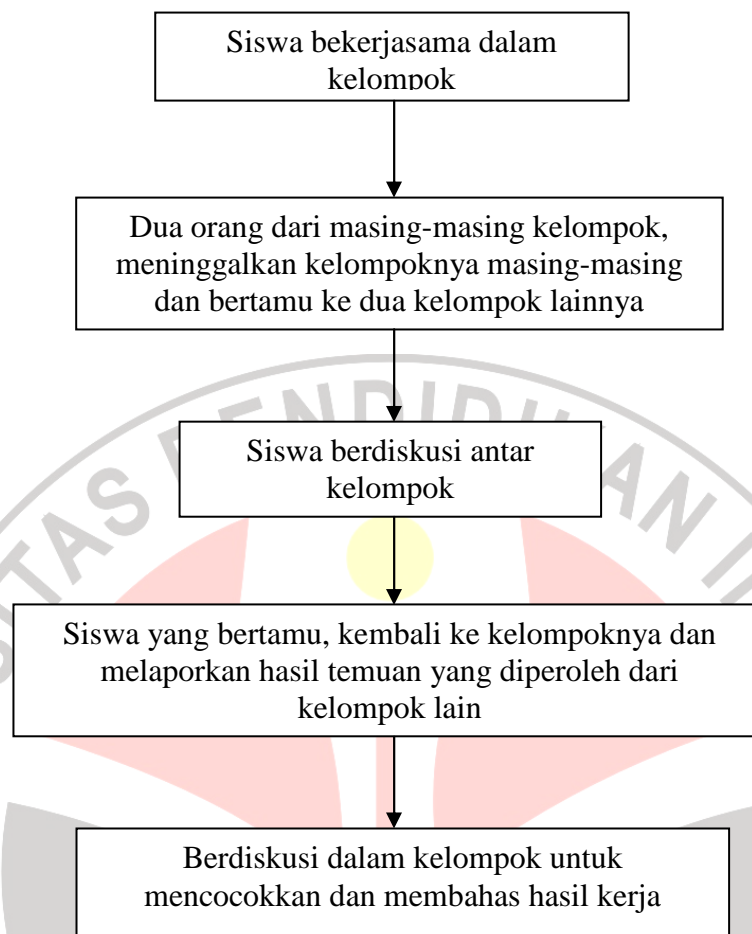 Siswa bekerjasama dalam
kelompok
Dua orang dari masing-masing kelompok,
meninggalkan kelompoknya masing-masing
dan bertamu ke dua kelompok lainnya
Siswa berdiskusi antar
kelompok
Siswa yang bertamu, kembali ke kelompoknya dan
melaporkan hasil temuan yang diperoleh dari
kelompok lain
Berdiskusi dalam kelompok untuk
mencocokkan dan membahas hasil kerja